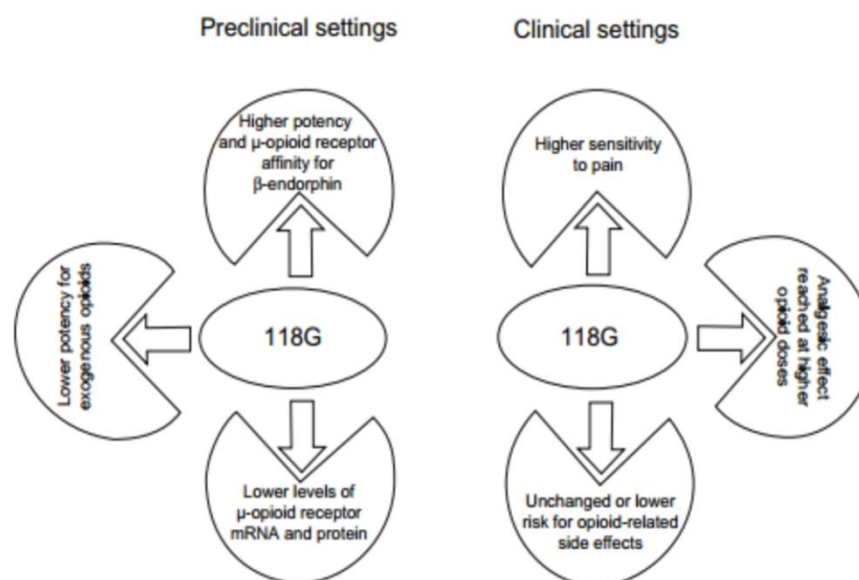 Preclinical settings
Clinical settings
Higher potency
and μ-opioid receptor
affinity for
β-endorphin
Higher sensitivity
to pain
Lower potency for
exogenous opioids
118G
118G
Analgesic effect
reached at higher
opioid doses
Lower levels of
μ-opioid receptor
mRNA and protein
Unchanged or lower
risk for opioid-related
side effects